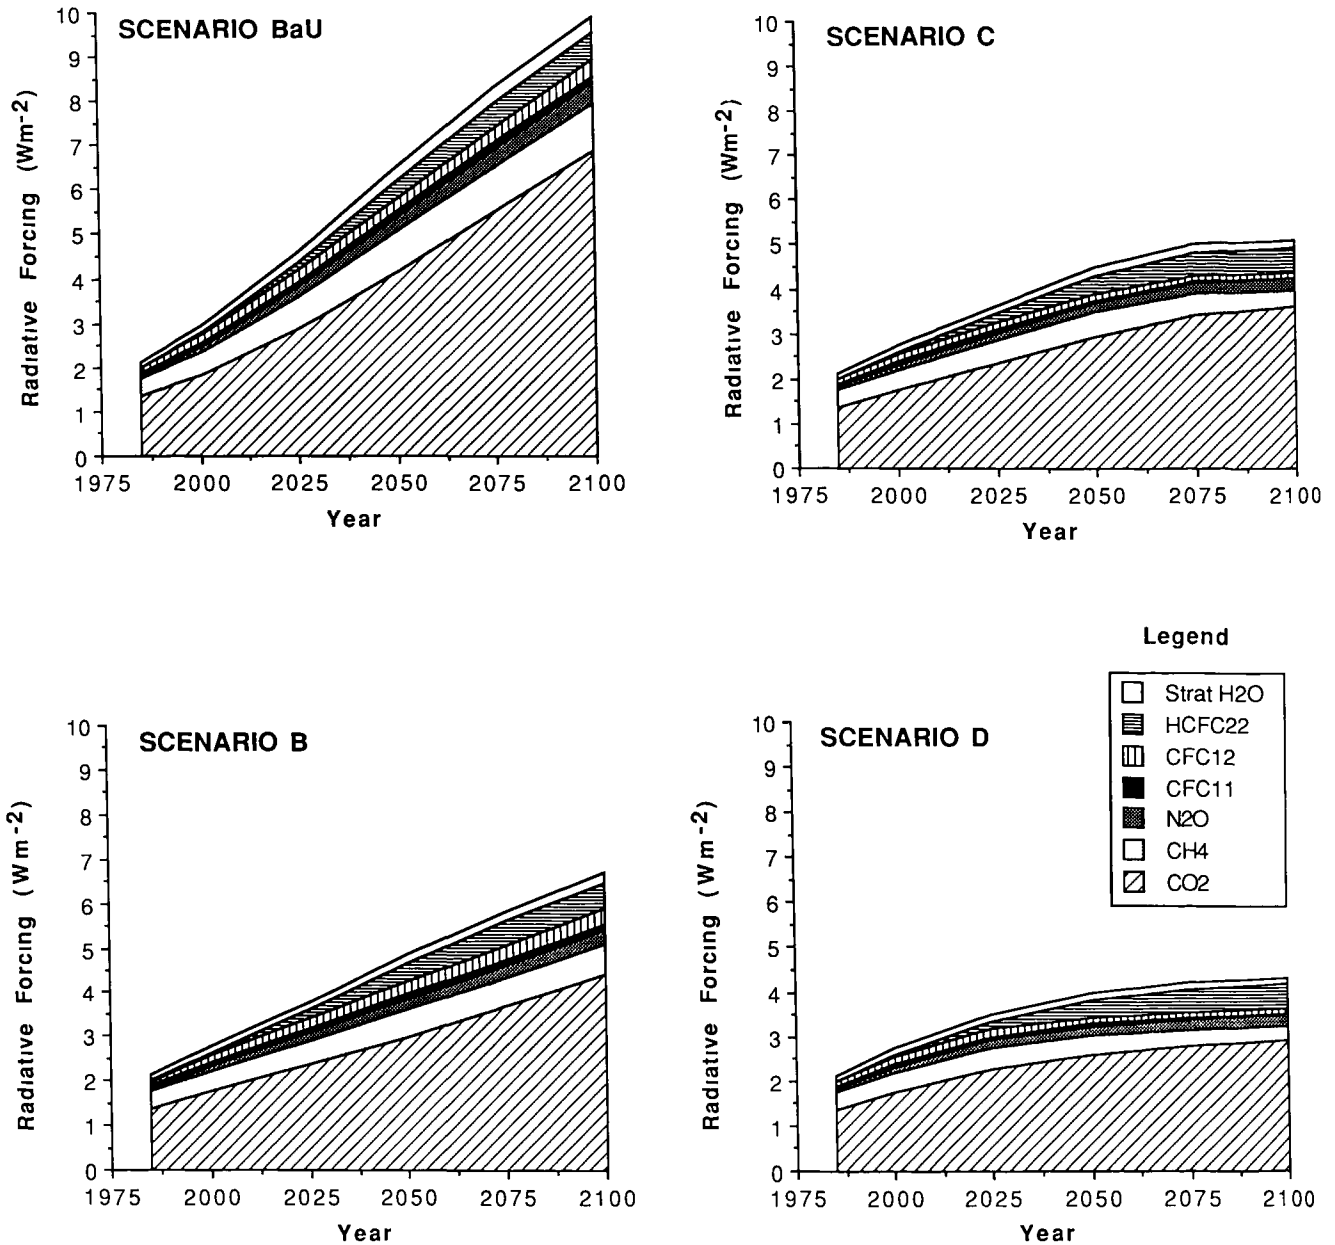 SCENARIO BaU
Radiative Forcing (Wm-2)
10
9
8
7
6
5
4
3
2
1
0
1975 2000 2025 2050 2075 2100
Year
SCENARIO C
Radiative Forcing (Wm-2)
10
9
8
7
6
5
4
3
2
1
0
1975 2000 2025 2050 2075 2100
Year
SCENARIO B
Radiative Forcing (Wm-2)
10
9
8
7
6
5
4
3
2
1
0
1975 2000 2025 2050 2075 2100
Year
SCENARIO D
Radiative Forcing (Wm-2)
10
9
8
7
6
5
4
3
2
1
0
1975 2000 2025 2050 2075 2100
Year
Legend
Strat H2O
HCFC22
CFC12
CFC11
N2O
CH4
CO2